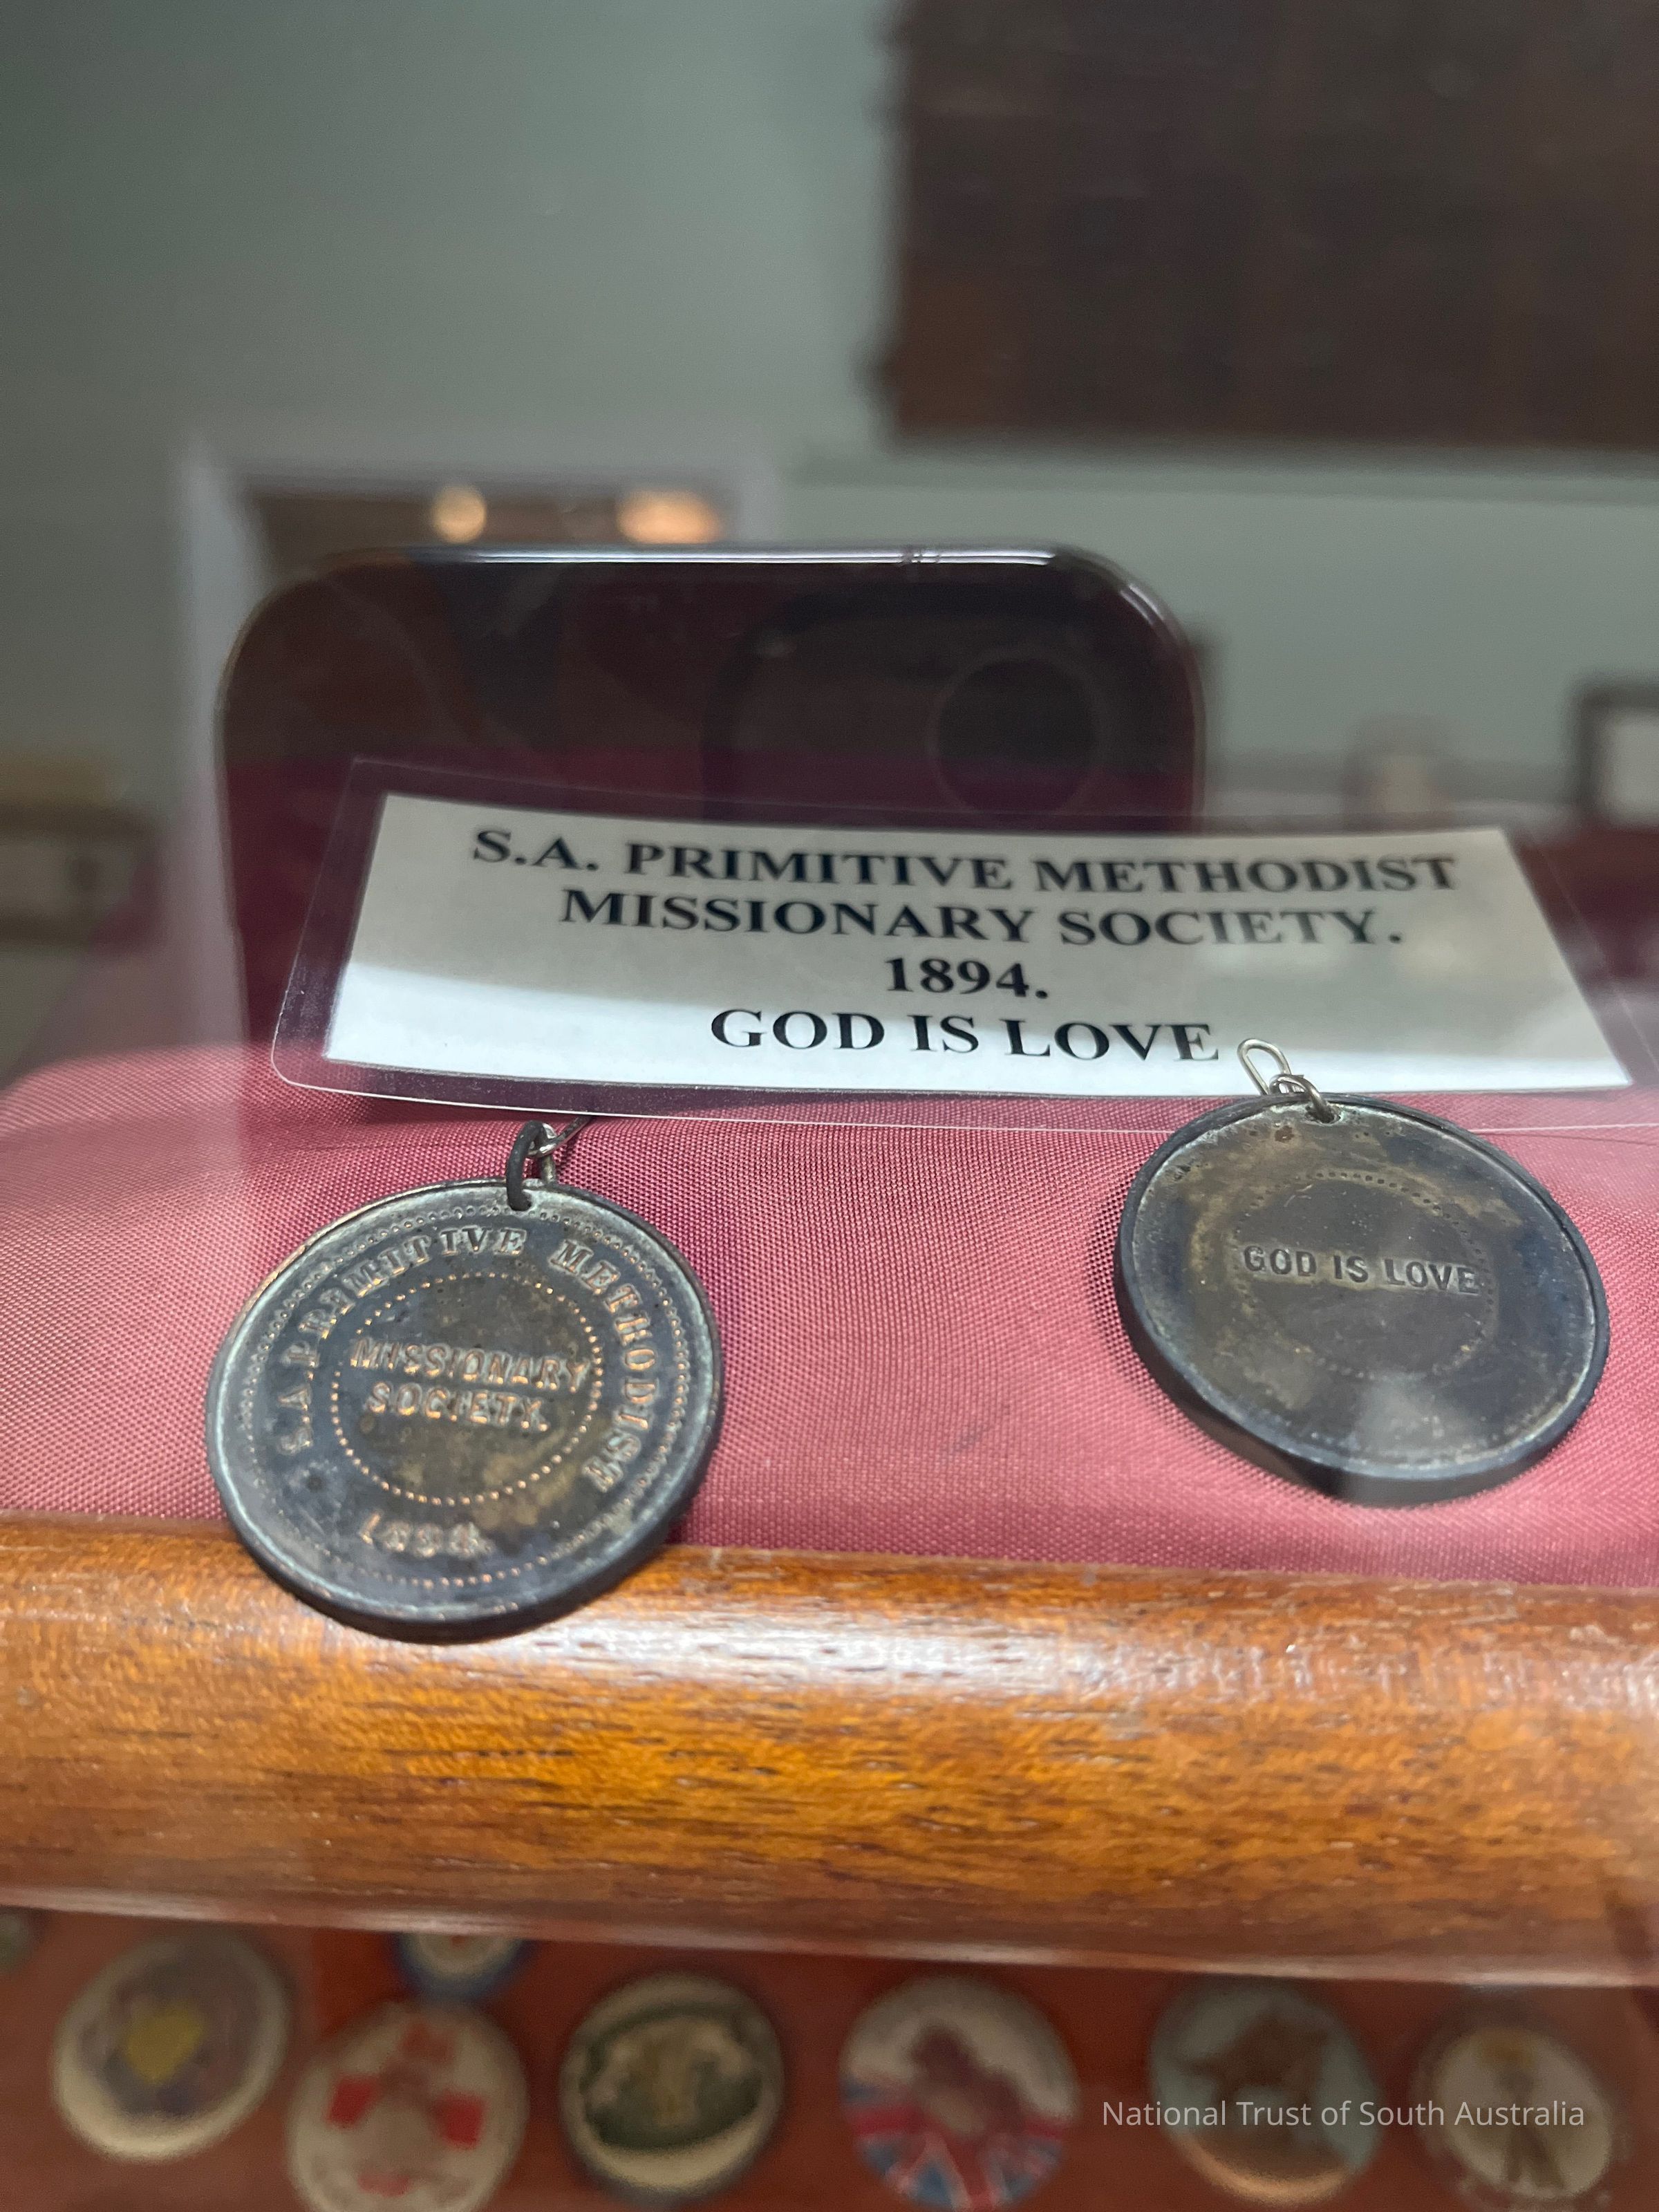 S.A. PRIMITIVE METHODIST
MISSIONARY SOCIETY.
1894.
GOD IS LOVE
S.A. PRIMITIVE METHODIST
MISSIONARY
SOCIETY.
1894.
GOD IS LOVE
National Trust of South Australia